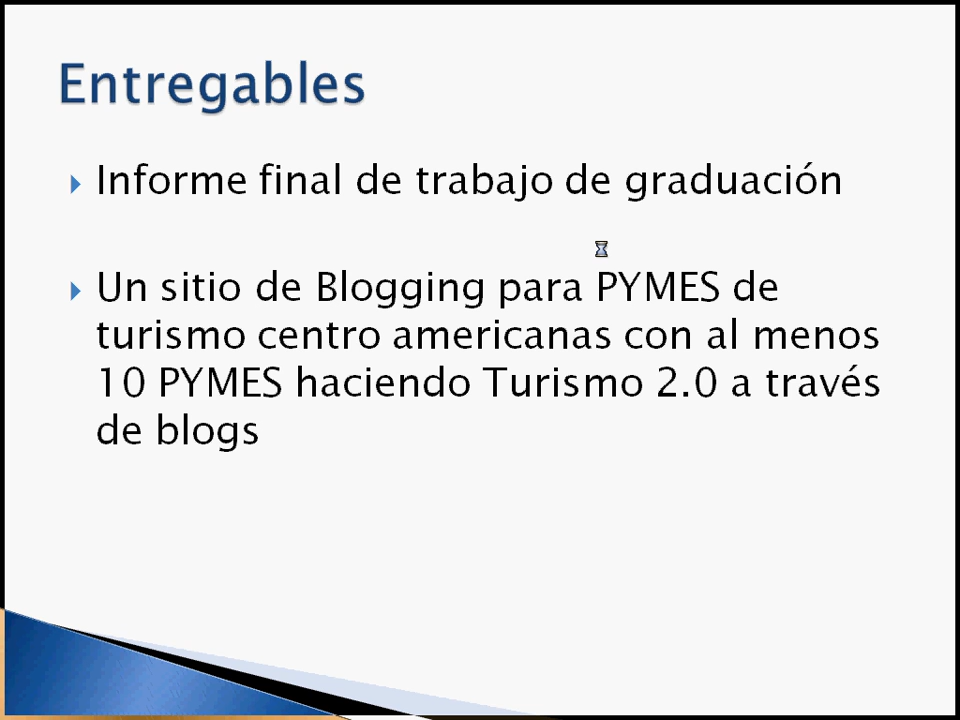 Entregables
Informe final de trabajo de graduación
Un sitio de Blogging para PYMES de
turismo centro americanas con al menos
10 PYMES haciendo Turismo 2.0 a través
de blogs